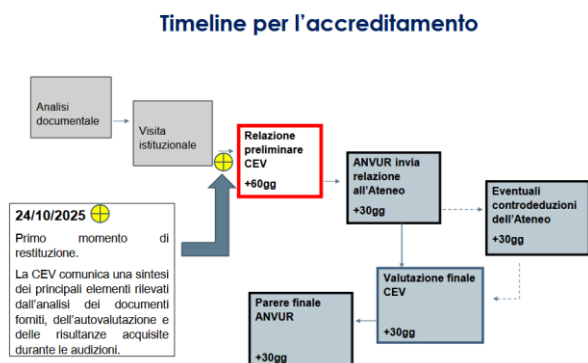 Timeline per l'accreditamento
Analisi
documentale
Visita
istituzionale
Relazione
preliminare
CEV
+60gg
ANVUR invia
relazione
all'Ateneo
+30gg
Eventuali
controdeduzioni
dell'Ateneo
+30gg
24/10/2025
Primo momento di
restituzione.
La CEV comunica una sintesi
dei principali elementi rilevati
dall'analisi dei documenti
forniti, dell'autovalutazione e
delle risultanze acquisite
durante le audizioni.
Valutazione finale
CEV
+30gg
Parere finale
ANVUR
+30gg